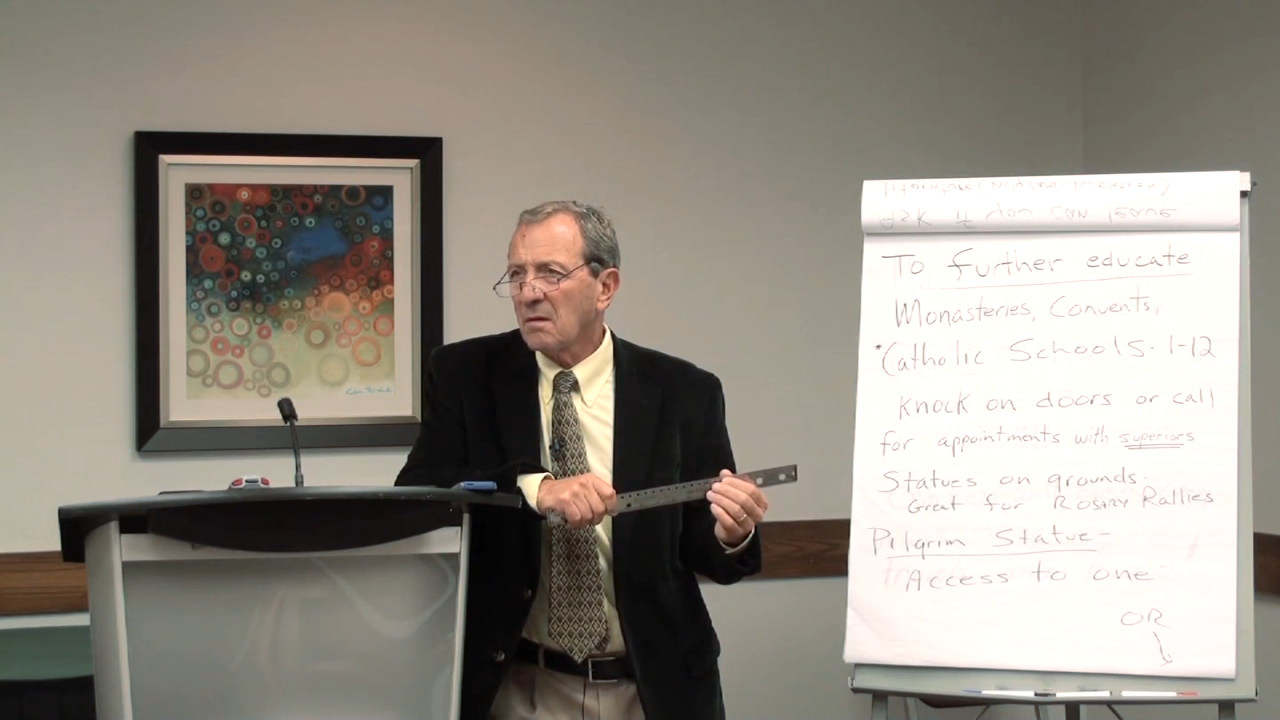 To further educate
Monasteries, Convents,
*Catholic Schools. 1-12
Knock on doors or call
for appointments with superiors
Statues on grounds.
Great for Rosary Rallies
Pilgrim Statue -
Access to one
OR